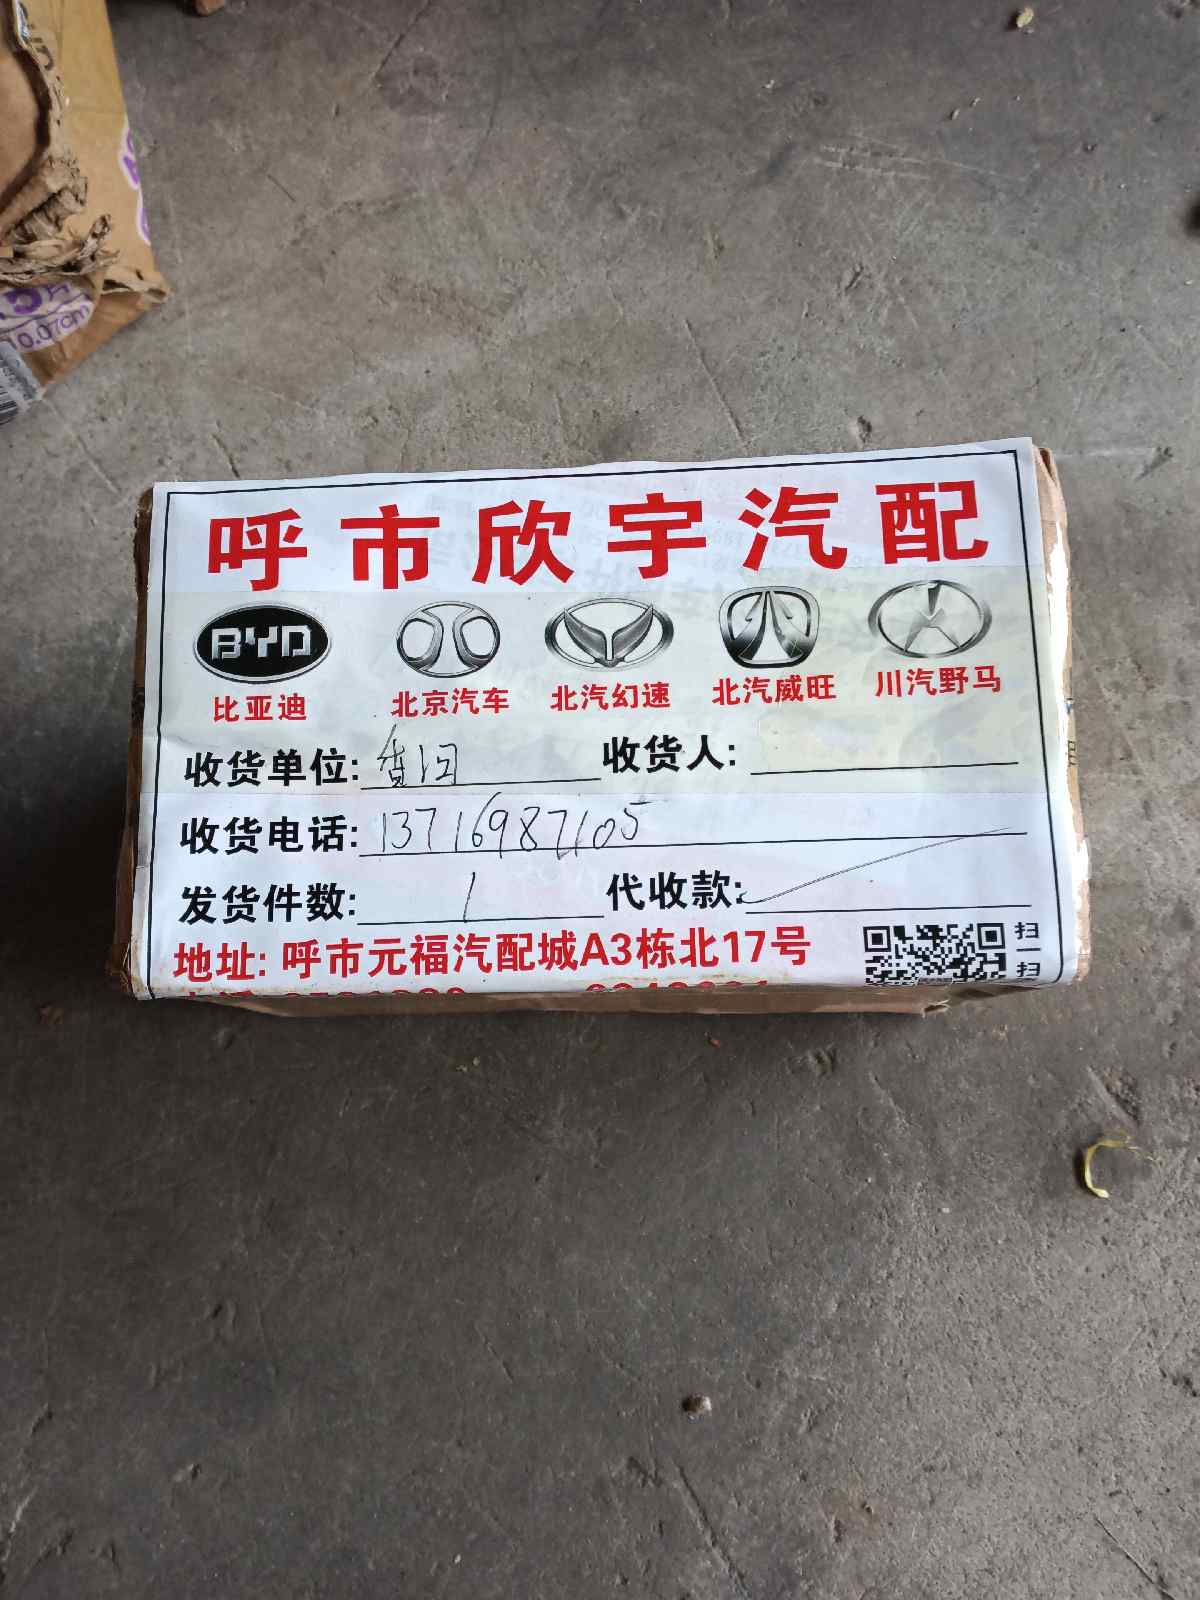 呼市欣宇汽配
BYD
比亚迪 北京汽车 北汽幻速 北汽威旺 川汽野马
收货单位: 收货人:
收货电话: 13716987105
发货件数: 1 代收款:
地址: 呼市元福汽配城A3栋北17号
扫一扫
10.07cm